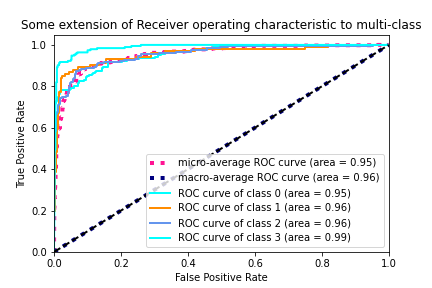 Some extension of Receiver operating characteristic to multi-class
1.0
0.8
0.6
0.4
0.2
0.0
True Positive Rate
micro-average ROC curve (area = 0.95)
macro-average ROC curve (area = 0.96)
ROC curve of class 0 (area = 0.95)
ROC curve of class 1 (area = 0.96)
ROC curve of class 2 (area = 0.96)
ROC curve of class 3 (area = 0.99)
0.0 0.2 0.4 0.6 0.8 1.0
False Positive Rate